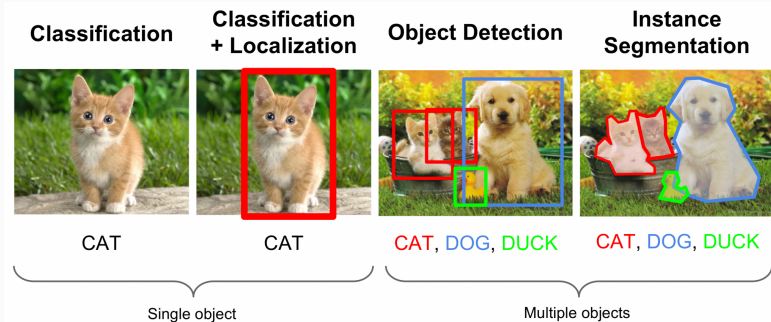 Classification
Classification
+ Localization
Object Detection
Instance
Segmentation
CAT
CAT
CAT, DOG, DUCK
CAT, DOG, DUCK
Single object
Multiple objects